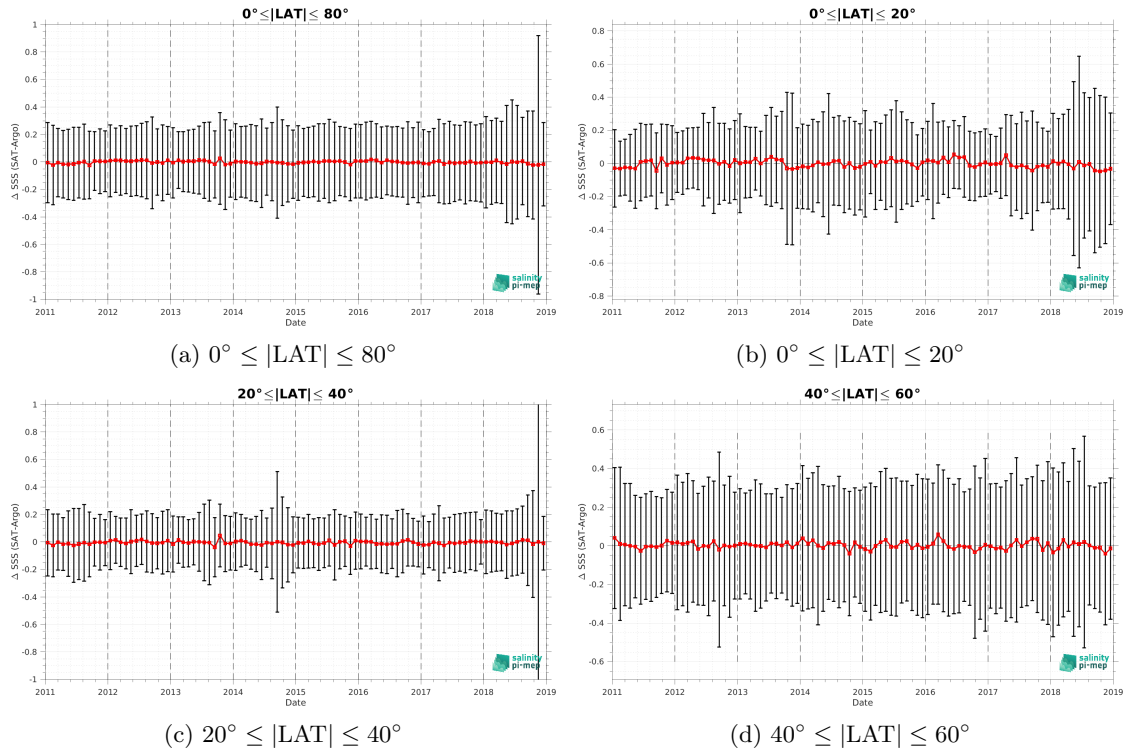 0°≤|LAT|≤ 80°
1
0.8
0.6
0.4
0.2
0
-0.2
-0.4
-0.6
-0.8
-1
Δ SSS (SAT-Argo)
2011 2012 2013 2014 2015 2016 2017 2018 2019
Date
salinity
pi-mep
(a) 0° ≤ |LAT| ≤ 80°
0°≤|LAT|≤ 20°
0.8
0.6
0.4
0.2
0
-0.2
-0.4
-0.6
-0.8
Δ SSS (SAT-Argo)
2011 2012 2013 2014 2015 2016 2017 2018 2019
Date
salinity
pi-mep
(b) 0° ≤ |LAT| ≤ 20°
20°≤|LAT|≤ 40°
1
0.8
0.6
0.4
0.2
0
-0.2
-0.4
-0.6
-0.8
-1
Δ SSS (SAT-Argo)
2011 2012 2013 2014 2015 2016 2017 2018 2019
Date
salinity
pi-mep
(c) 20° ≤ |LAT| ≤ 40°
40°≤|LAT|≤ 60°
0.6
0.4
0.2
0
-0.2
-0.4
-0.6
Δ SSS (SAT-Argo)
2011 2012 2013 2014 2015 2016 2017 2018 2019
Date
salinity
pi-mep
(d) 40° ≤ |LAT| ≤ 60°